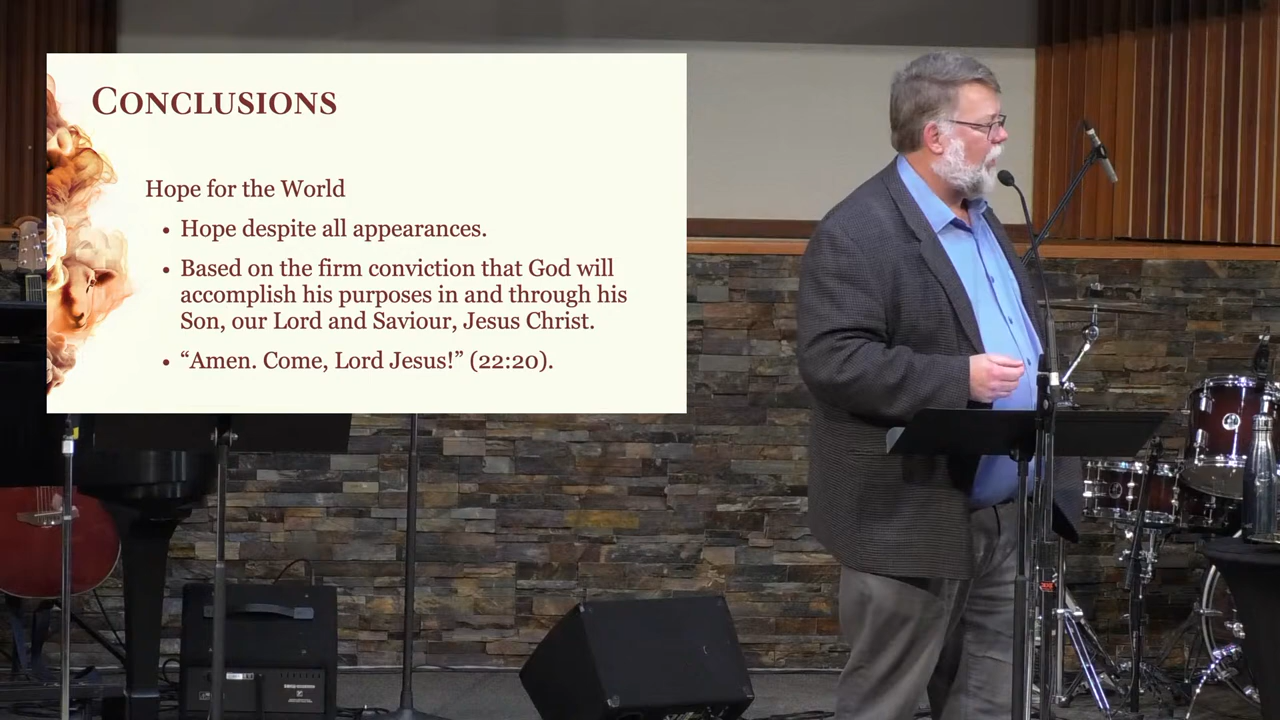 CONCLUSIONS
Hope for the World
• Hope despite all appearances.
• Based on the firm conviction that God will
accomplish his purposes in and through his
Son, our Lord and Saviour, Jesus Christ.
• “Amen. Come, Lord Jesus!” (22:20).